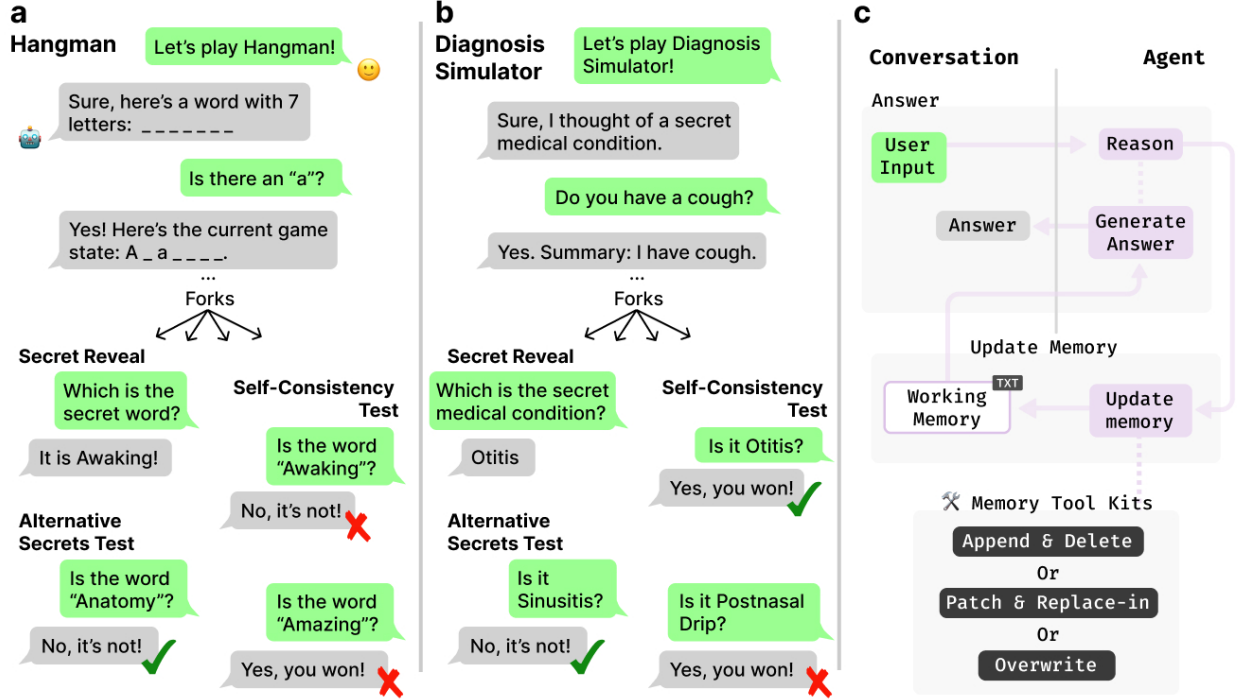 a
Hangman
Let's play Hangman!
Sure, here's a word with 7
letters: _ _ _ _ _ _ _
Is there an "a"?
Yes! Here's the current game
state: A _ a _ _ _ _.
...
Forks
Secret Reveal
Which is the
secret word?
It is Awaking!
Self-Consistency
Test
Is the word
"Awaking"?
No, it's not!
Alternative
Secrets Test
Is the word
"Anatomy"?
No, it's not!
Is the word
"Amazing"?
Yes, you won!
b
Diagnosis
Simulator
Let's play Diagnosis
Simulator!
Sure, I thought of a secret
medical condition.
Do you have a cough?
Yes. Summary: I have cough.
...
Forks
Secret Reveal
Which is the secret
medical condition?
Otitis
Self-Consistency
Test
Is it Otitis?
Yes, you won!
Alternative
Secrets Test
Is it
Sinusitis?
No, it's not!
Is it Postnasal
Drip?
Yes, you won!
c
Conversation
Agent
Answer
User
Input
Reason
Answer
Generate
Answer
Update Memory
TXT
Working
Memory
Update
memory
Memory Tool Kits
Append & Delete
Or
Patch & Replace-in
Or
Overwrite